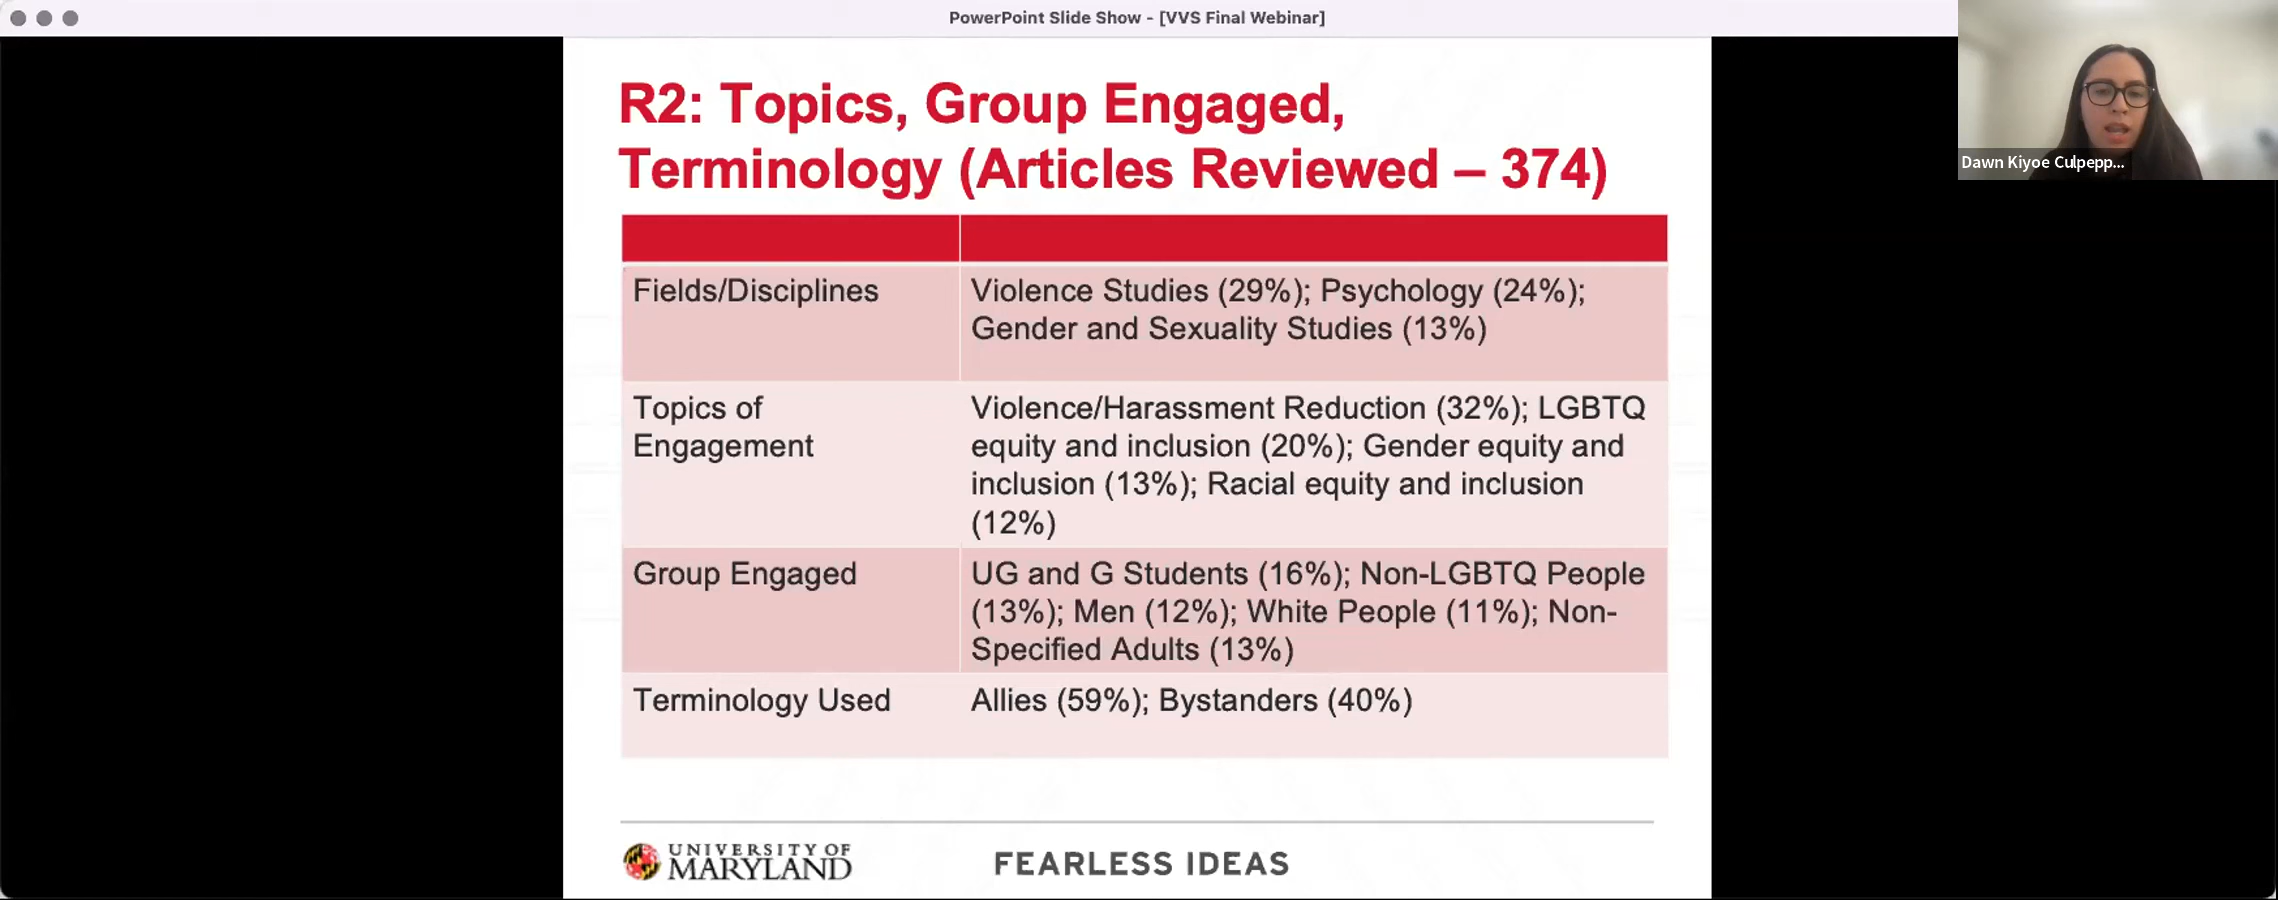 PowerPoint Slide Show - [VVS Final Webinar]
Dawn Kiyoe Culpepp...
R2: Topics, Group Engaged,
Terminology (Articles Reviewed – 374)
Fields/Disciplines
Violence Studies (29%); Psychology (24%);
Gender and Sexuality Studies (13%)
Topics of
Engagement
Violence/Harassment Reduction (32%); LGBTQ
equity and inclusion (20%); Gender equity and
inclusion (13%); Racial equity and inclusion
(12%)
Group Engaged
UG and G Students (16%); Non-LGBTQ People
(13%); Men (12%); White People (11%); Non-
Specified Adults (13%)
Terminology Used
Allies (59%); Bystanders (40%)
UNIVERSITY OF
MARYLAND
FEARLESS IDEAS